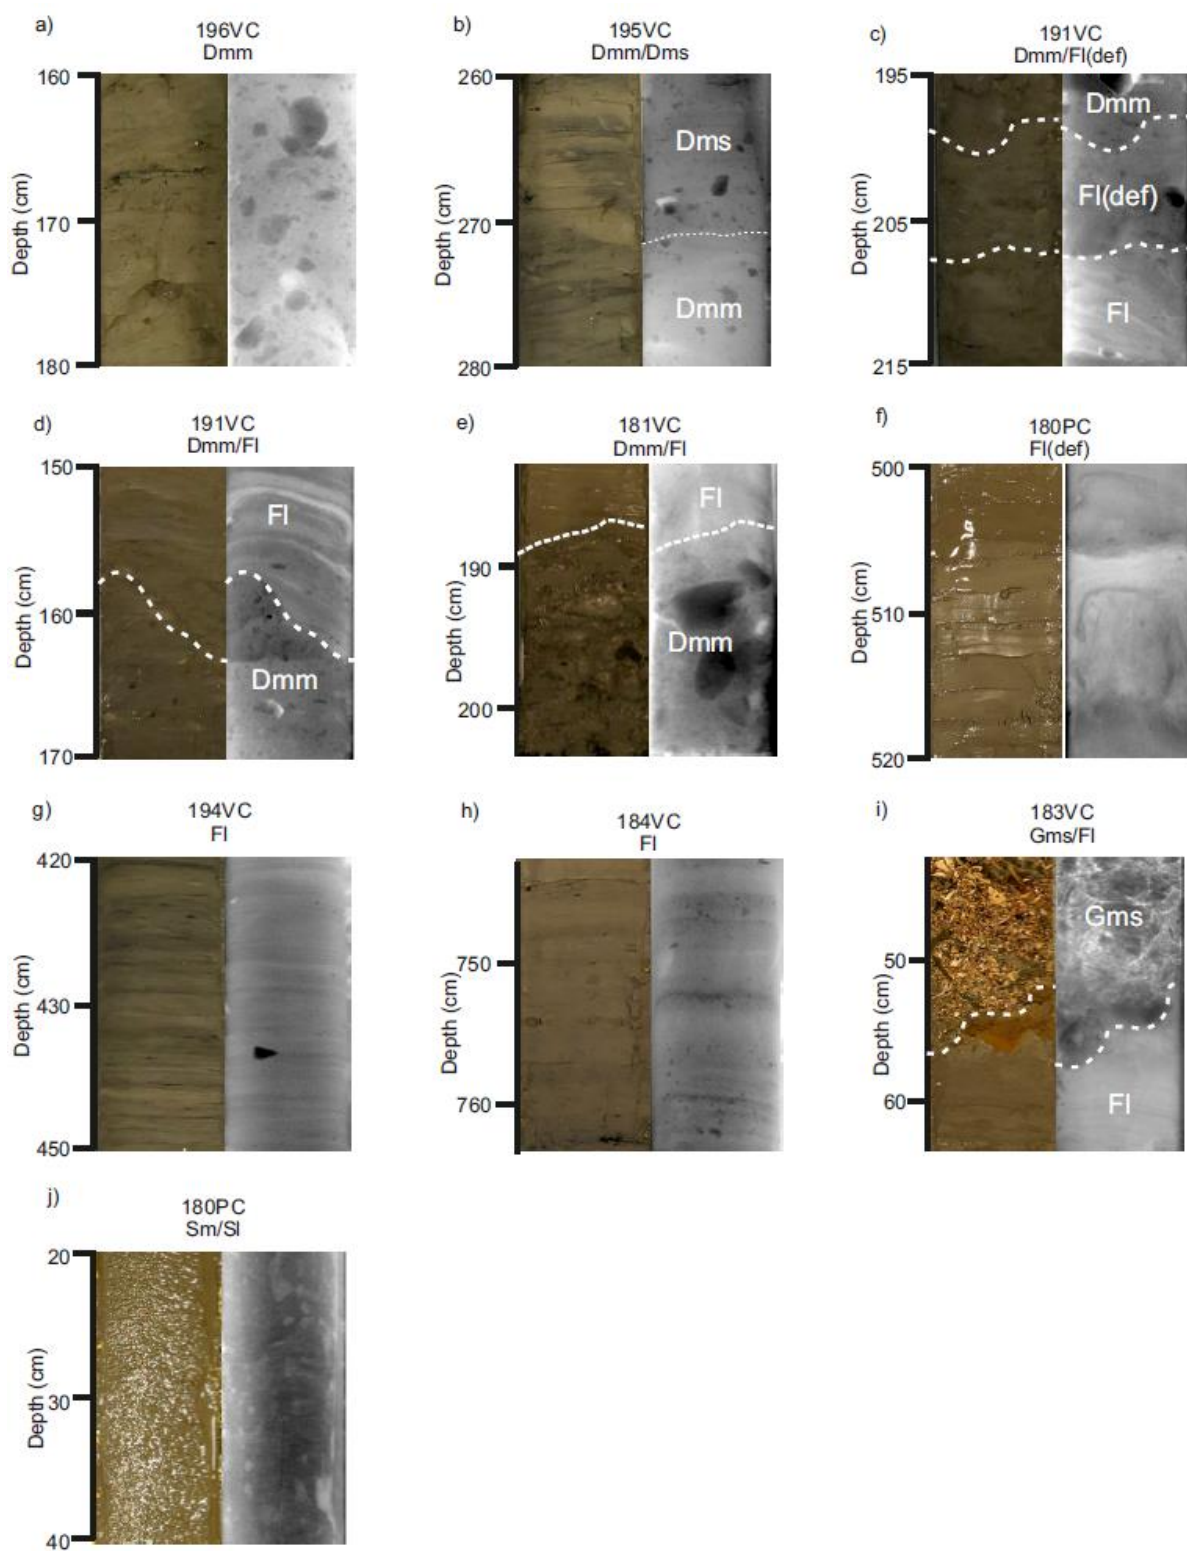 a)
196VC
Dmm
160
170
180
Depth (cm)
b)
195VC
Dmm/Dms
260
270
280
Depth (cm)
Dms
Dmm
c)
191VC
Dmm/Fl(def)
195
205
215
Depth (cm)
Dmm
Fl(def)
Fl
d)
191VC
Dmm/Fl
150
160
170
Depth (cm)
Fl
Dmm
e)
181VC
Dmm/Fl
190
200
Depth (cm)
Fl
Dmm
f)
180PC
Fl(def)
500
510
520
Depth (cm)
g)
194VC
Fl
420
430
450
Depth (cm)
h)
184VC
Fl
750
760
Depth (cm)
i)
183VC
Gms/Fl
50
60
Depth (cm)
Gms
Fl
j)
180PC
Sm/Sl
20
30
40
Depth (cm)